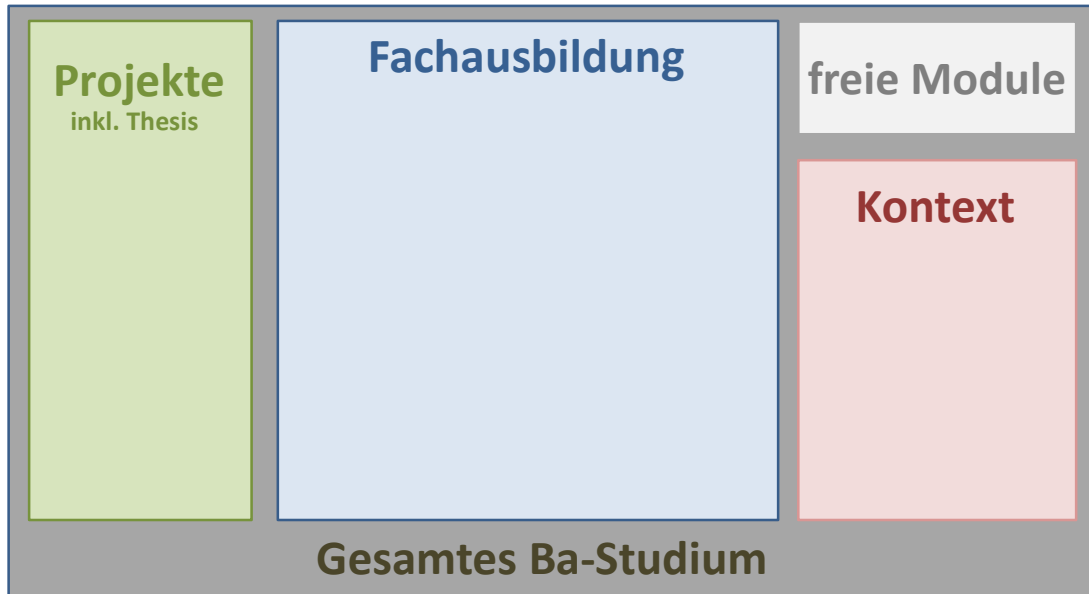 Projekte
inkl. Thesis
Fachausbildung
freie Module
Kontext
Gesamtes Ba-Studium